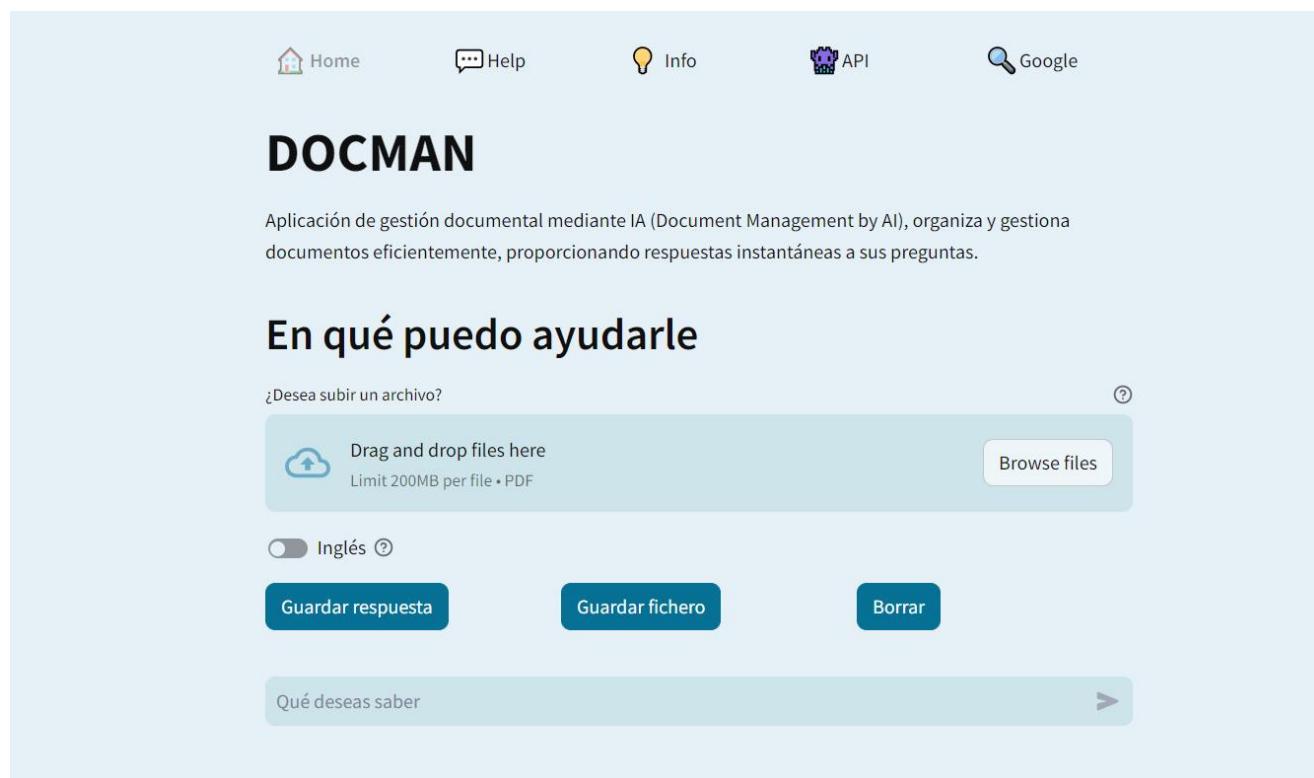 Home Help Info API Google
DOCMAN
Aplicación de gestión documental mediante IA (Document Management by AI), organiza y gestiona
documentos eficientemente, proporcionando respuestas instantáneas a sus preguntas.
En qué puedo ayudarle
¿Desea subir un archivo?
Drag and drop files here
Limit 200MB per file • PDF
Browse files
Inglés
Guardar respuesta Guardar fichero Borrar
Qué deseas saber